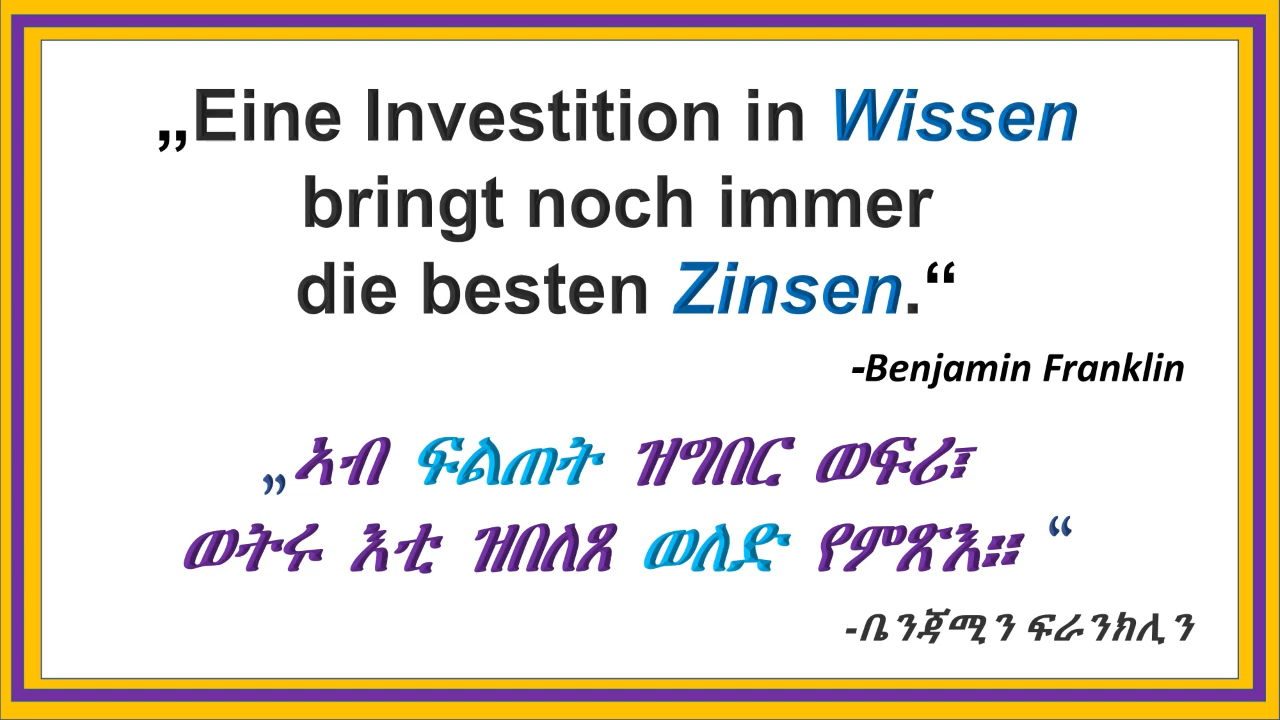 „Eine Investition in Wissen
bringt noch immer
die besten Zinsen.“
-Benjamin Franklin
„ኣብ ፍልጠት ዝግበር ወፍሪ፣
ወትሩ እቲ ዝበለጸ ወለድ የምጽእ። “
-ቤንጃሚን ፍራንክሊን